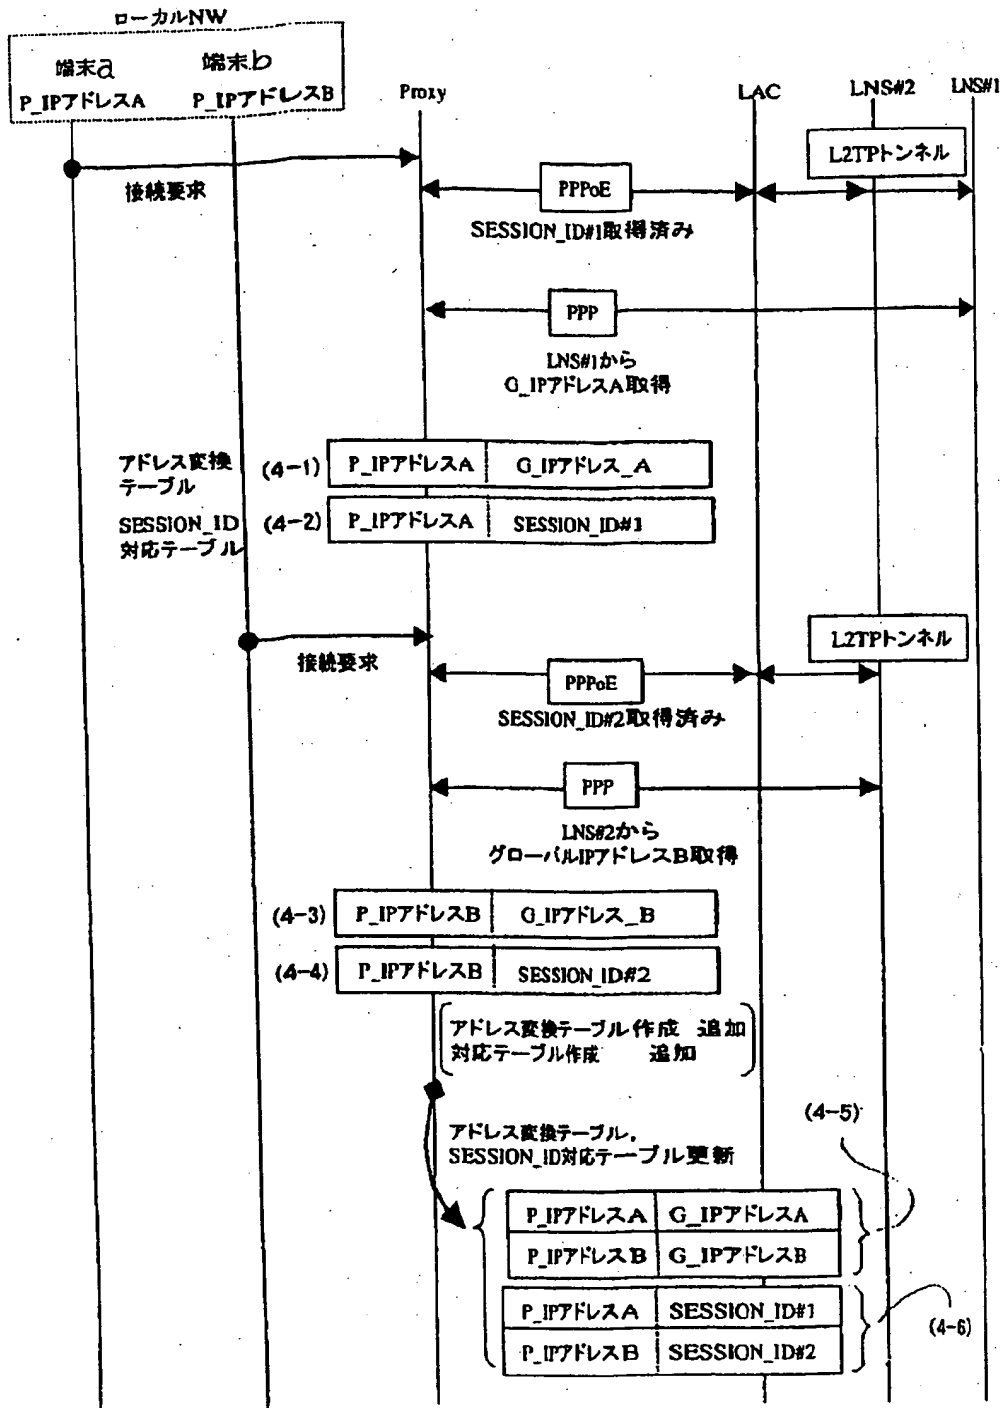 ローカルNW
端末a 端末b
P_IPアドレスA P_IPアドレスB Proxy LAC LNS#2 LNS#1
L2TPトンネル
接続要求
PPPoE
SESSION_ID#1取得済み
PPP
LNS#1から
G_IPアドレスA取得
アドレス変換
テーブル
(4-1) P_IPアドレスA G_IPアドレス_A
SESSION_ID
対応テーブル
(4-2) P_IPアドレスA SESSION_ID#1
L2TPトンネル
接続要求
PPPoE
SESSION_ID#2取得済み
PPP
LNS#2から
グローバルIPアドレスB取得
(4-3) P_IPアドレスB G_IPアドレス_B
(4-4) P_IPアドレスB SESSION_ID#2
アドレス変換テーブル作成 追加
対応テーブル作成 追加
(4-5)
アドレス変換テーブル,
SESSION_ID対応テーブル更新
P_IPアドレスA G_IPアドレスA
P_IPアドレスB G_IPアドレスB
P_IPアドレスA SESSION_ID#1
(4-6)
P_IPアドレスB SESSION_ID#2